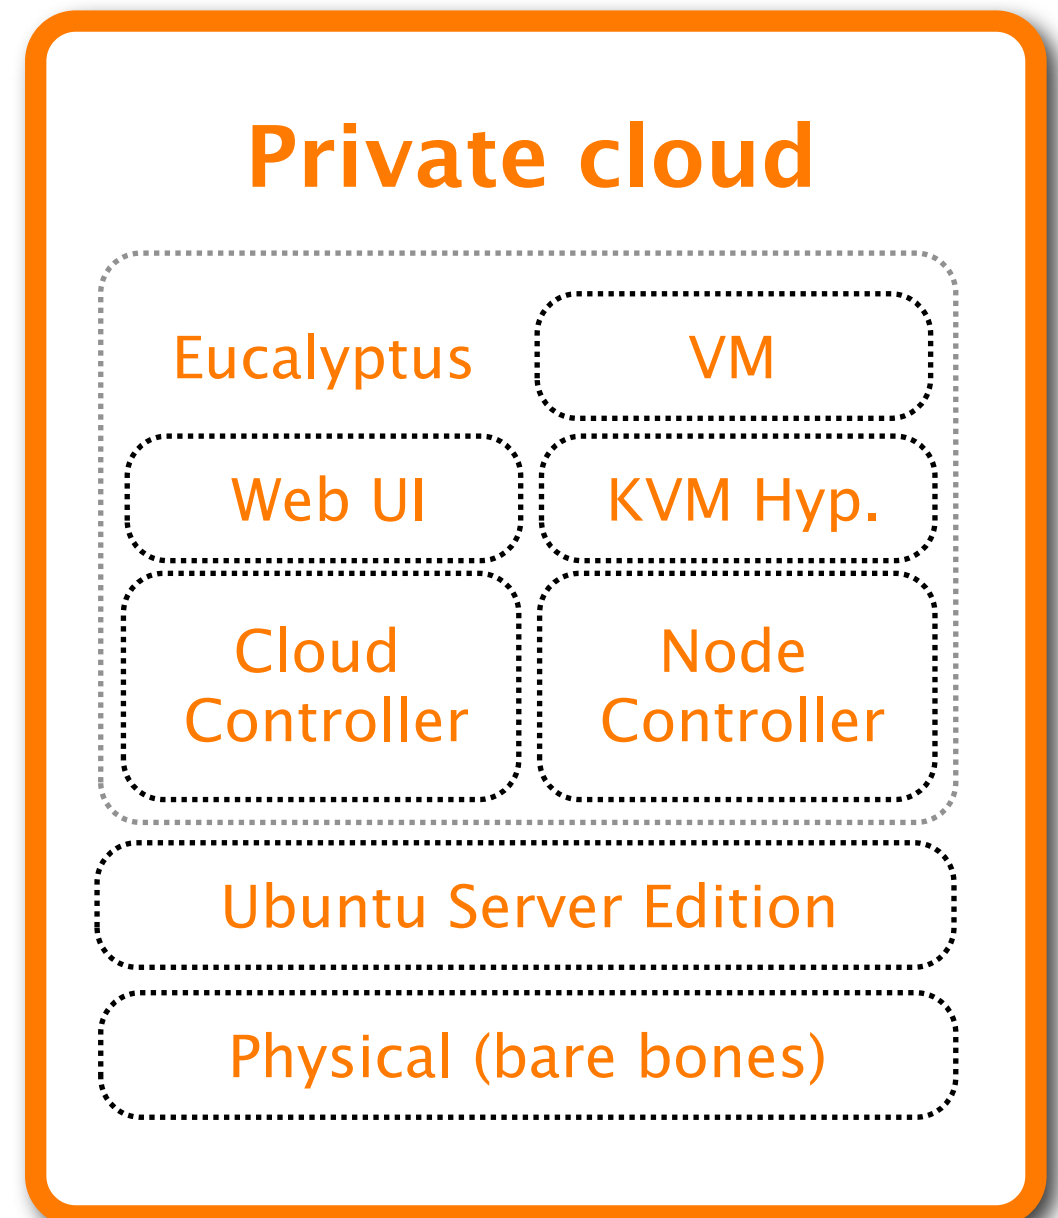 Private cloud
Eucalyptus
VM
Web UI
KVM Hyp.
Cloud
Controller
Node
Controller
Ubuntu Server Edition
Physical (bare bones)